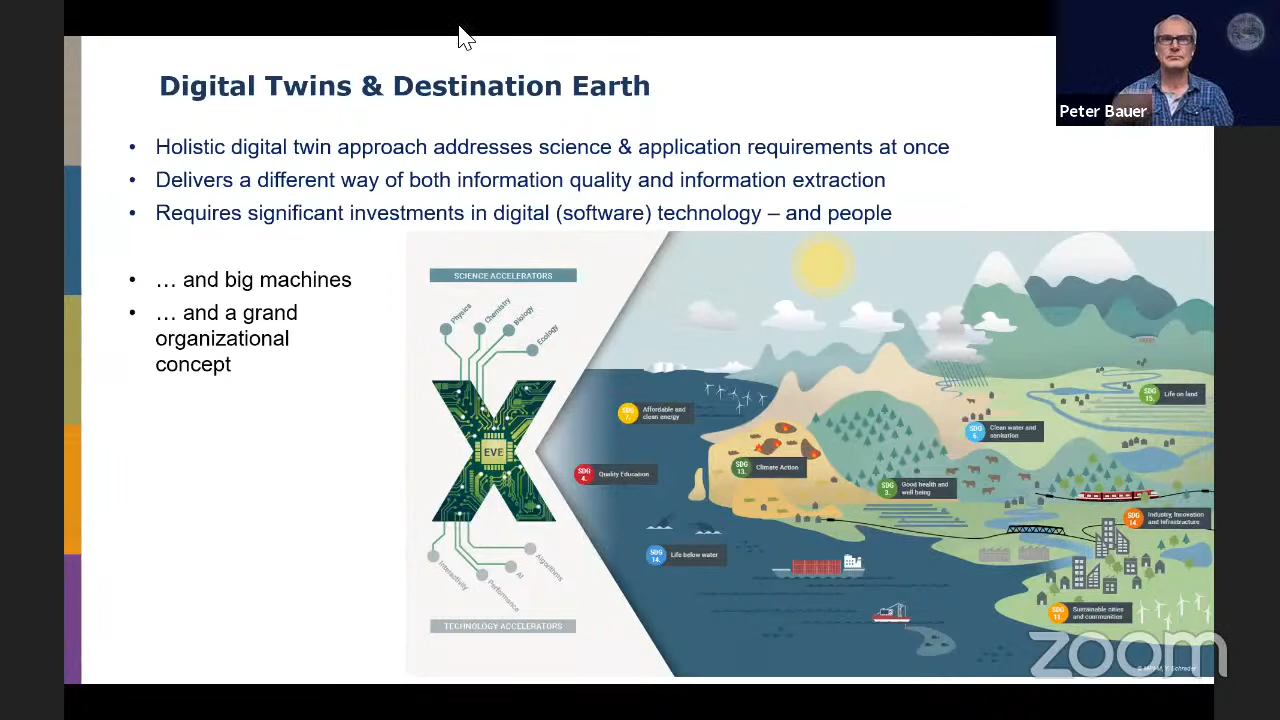 Digital Twins & Destination Earth
Peter Bauer
• Holistic digital twin approach addresses science & application requirements at once
• Delivers a different way of both information quality and information extraction
• Requires significant investments in digital (software) technology – and people
• … and big machines
• … and a grand
organizational
concept
SCIENCE ACCELERATORS
Physics
Chemistry
Biology
Ecology
EVE
Interactivity
Performance
AI
Algorithms
TECHNOLOGY ACCELERATORS
SDG
7.
Affordable and
clean energy
SDG
4.
Quality Education
SDG
13.
Climate Action
SDG
3.
Good health and
well being
SDG
6.
Clean water and
sanitation
SDG
15.
Life on land
SDG
14.
Industry, Innovation
and Infrastructure
SDG
14.
Life below water
SDG
11.
Sustainable cities
and communities
zoom